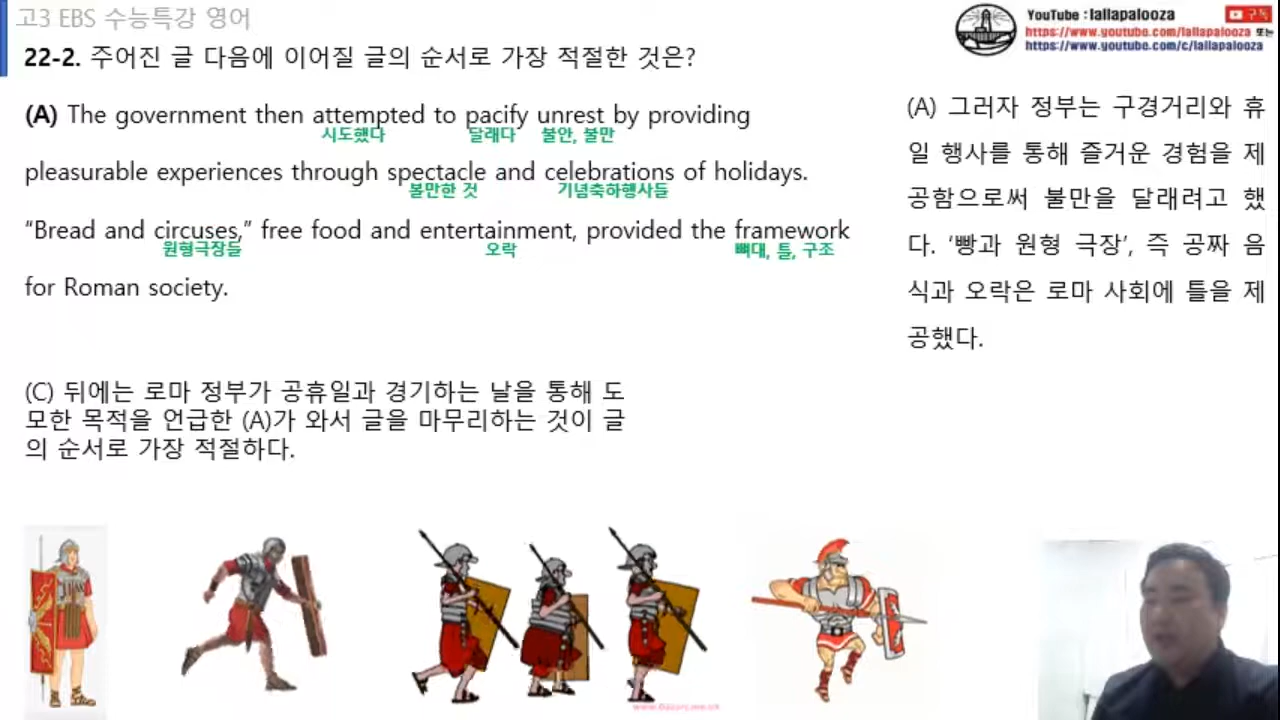 고3 EBS 수능특강 영어
YouTube : lallapalooza
구독
https://www.youtube.com/lallapalooza 또는
https://www.youtube.com/c/lallapalooza
22-2. 주어진 글 다음에 이어질 글의 순서로 가장 적절한 것은?
(A) The government then attempted to pacify unrest by providing
시도했다 달래다 불안, 불만
pleasurable experiences through spectacle and celebrations of holidays.
볼만한 것 기념축하행사들
“Bread and circuses,” free food and entertainment, provided the framework
원형극장들 오락 뼈대, 틀, 구조
for Roman society.
(A) 그러자 정부는 구경거리와 휴
일 행사를 통해 즐거운 경험을 제
공함으로써 불만을 달래려고 했
다. ‘빵과 원형 극장’, 즉 공짜 음
식과 오락은 로마 사회에 틀을 제
공했다.
(C) 뒤에는 로마 정부가 공휴일과 경기하는 날을 통해 도
모한 목적을 언급한 (A)가 와서 글을 마무리하는 것이 글
의 순서로 가장 적절하다.